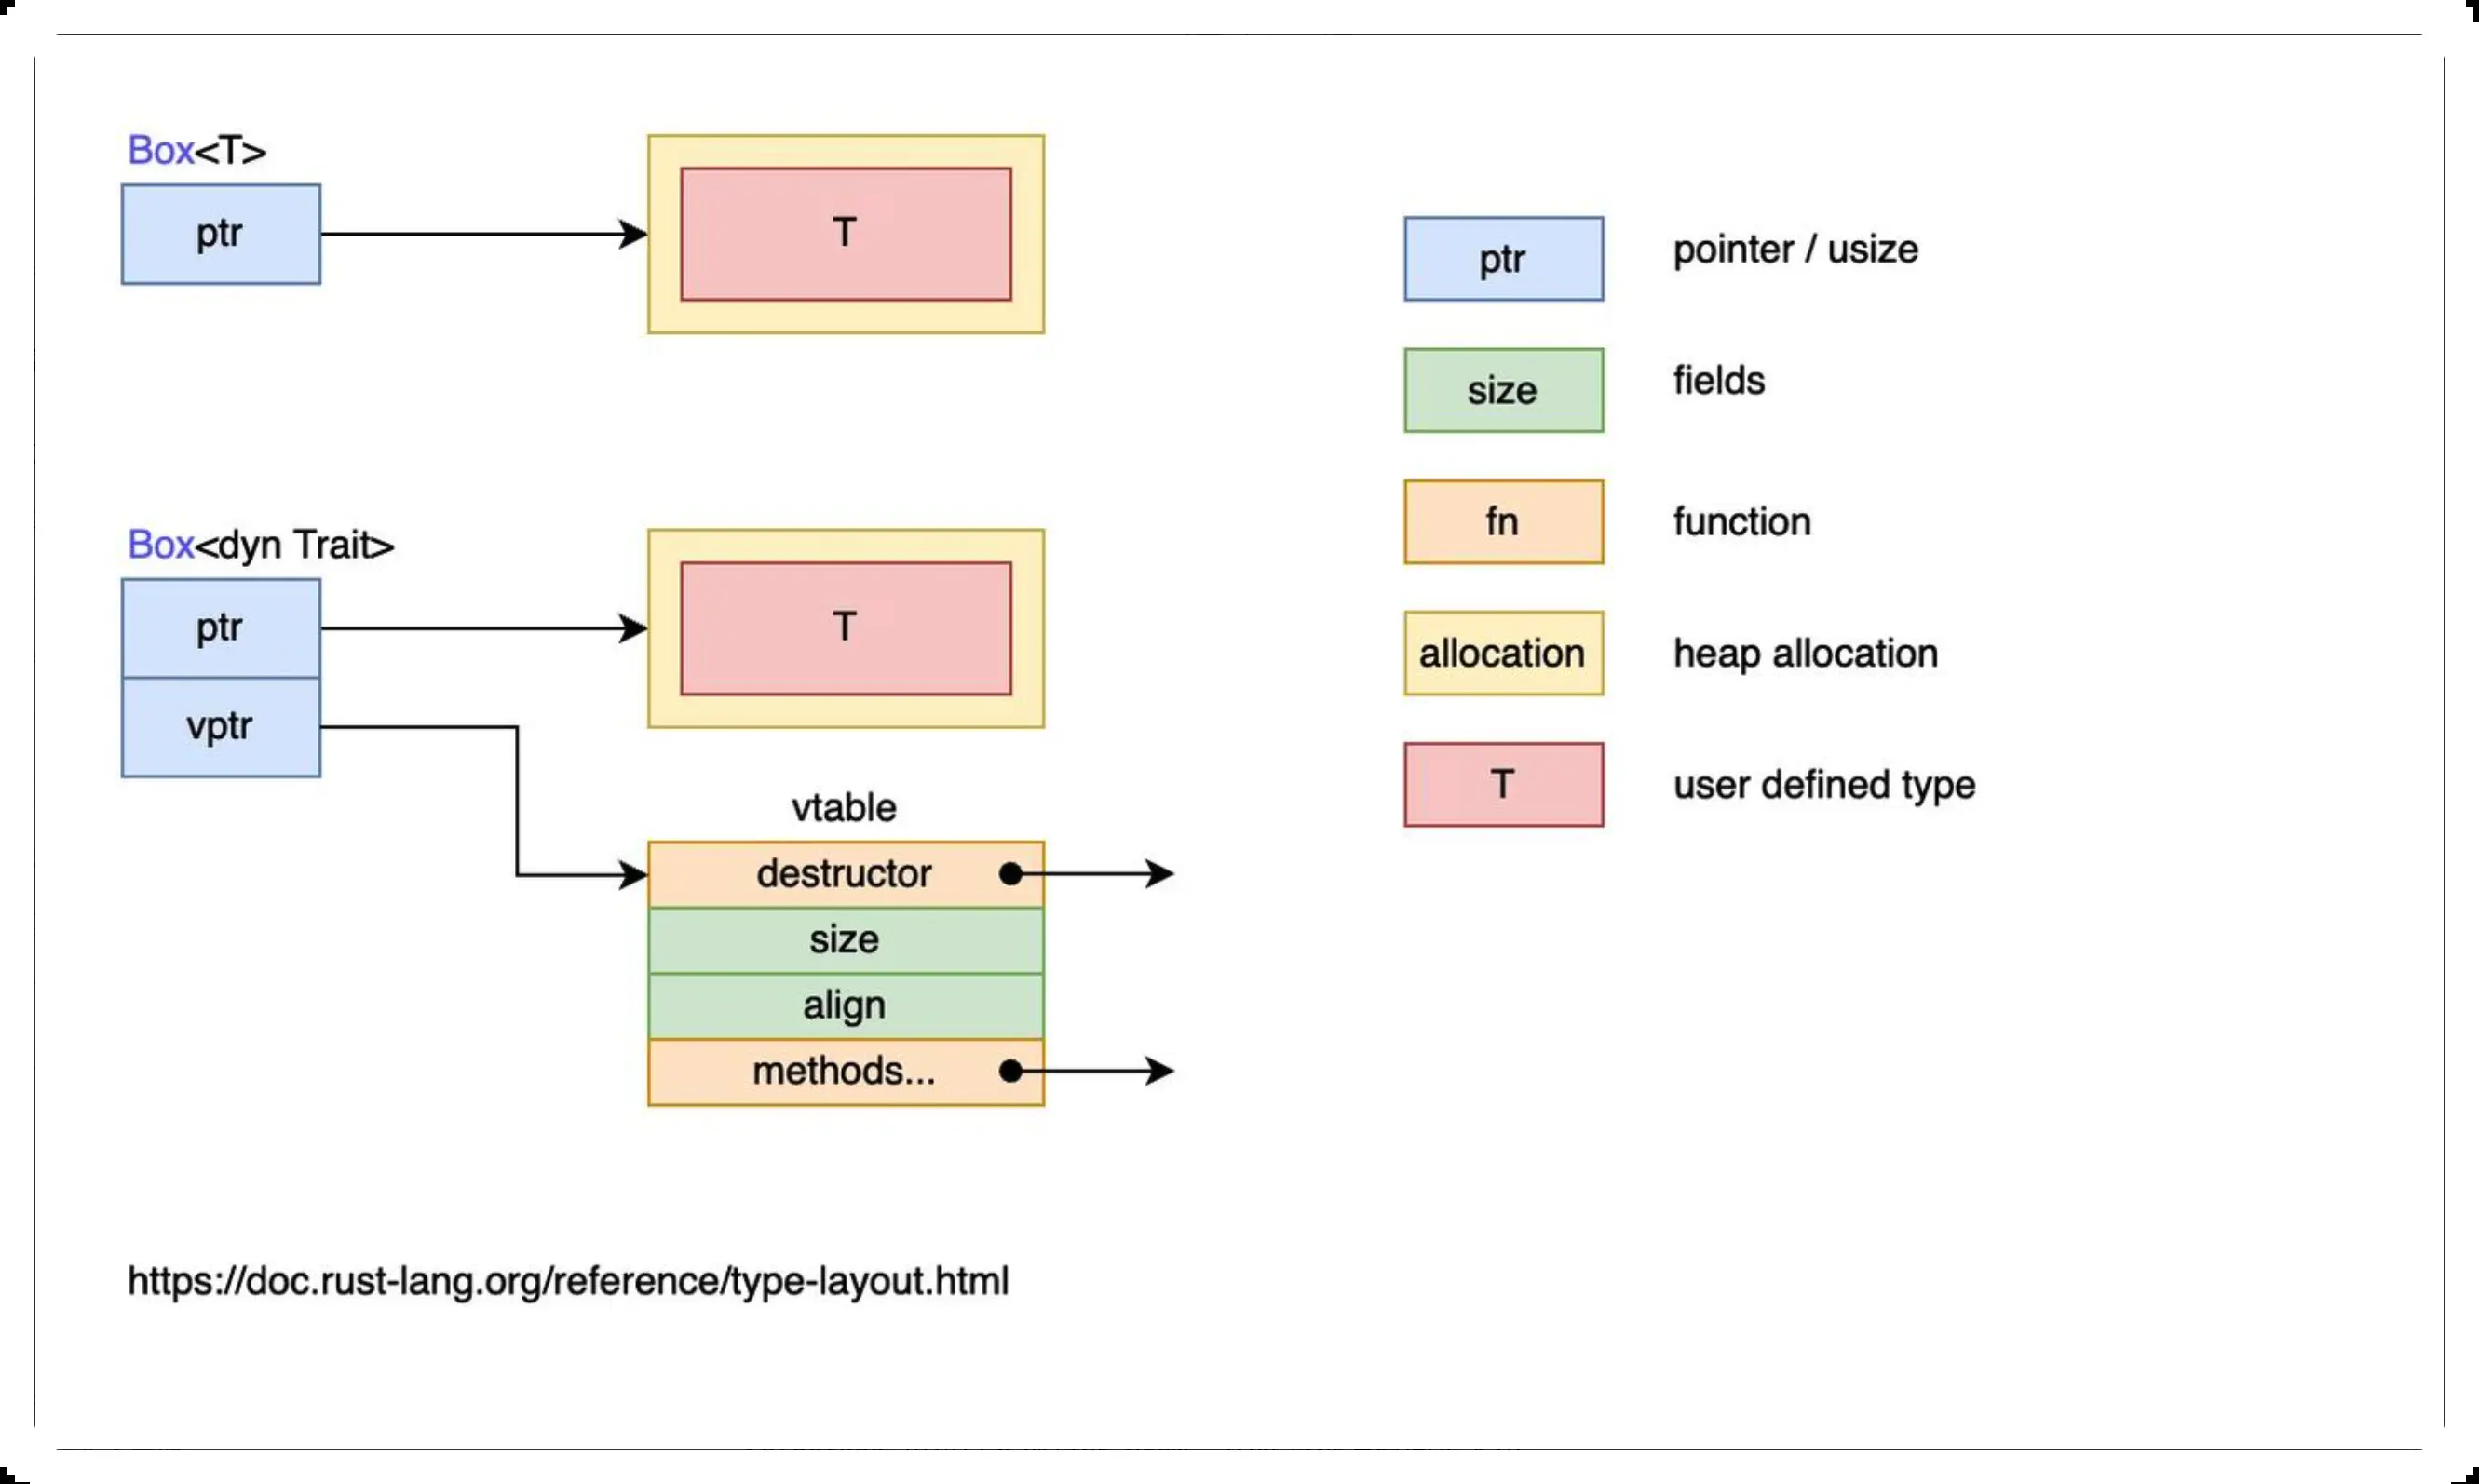 Box<T>
ptr
T
Box<dyn Trait>
ptr
T
vptr
vtable
destructor
size
align
methods...
ptr
pointer / usize
size
fields
fn
function
allocation
heap allocation
T
user defined type
https://doc.rust-lang.org/reference/type-layout.html